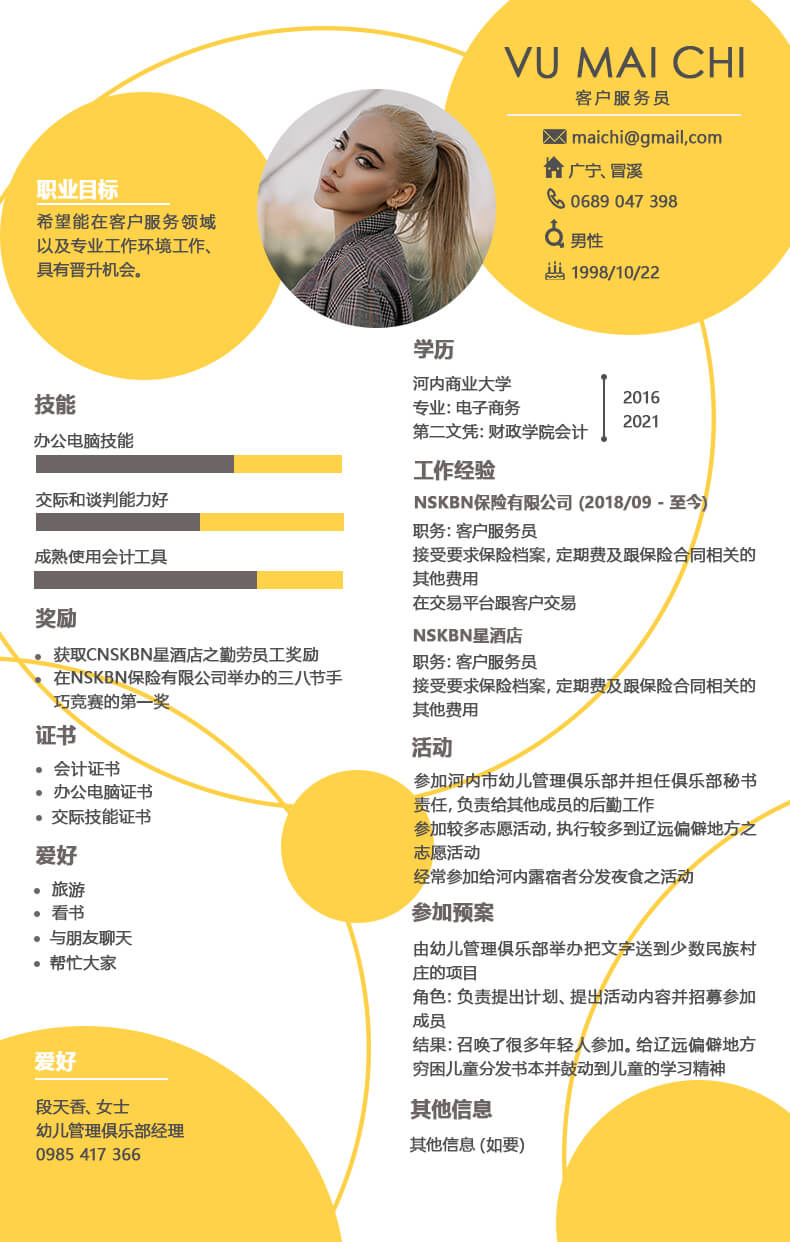 VU MAI CHI
客户服务员
maichi@gmail,com
广宁、冒溪
0689 047 398
男性
1998/10/22
职业目标
希望能在客户服务领域
以及专业工作环境工作、
具有晋升机会。
技能
办公电脑技能
交际和谈判能力好
成熟使用会计工具
奖励
获取CNSKBN星酒店之勤劳员工奖励
在NSKBN保险有限公司举办的三八节手
巧竞赛的第一奖
证书
会计证书
办公电脑证书
交际技能证书
爱好
旅游
看书
与朋友聊天
帮忙大家
爱好
段天香、女士
幼儿管理俱乐部经理
0985 417 366
学历
河内商业大学
专业: 电子商务
第二文凭: 财政学院会计
2016
2021
工作经验
NSKBN保险有限公司 (2018/09 - 至今)
职务: 客户服务员
接受要求保险档案, 定期费及跟保险合同相关的
其他费用
在交易平台跟客户交易
NSKBN星酒店
职务: 客户服务员
接受要求保险档案, 定期费及跟保险合同相关的
其他费用
活动
参加河内市幼儿管理俱乐部并担任俱乐部秘书
责任, 负责给其他成员的后勤工作
参加较多志愿活动, 执行较多到辽远偏僻地方之
志愿活动
经常参加给河内露宿者分发夜食之活动
参加预案
由幼儿管理俱乐部举办把文字送到少数民族村
庄的项目
角色: 负责提出计划、提出活动内容并招募参加
成员
结果: 召唤了很多年轻人参加。给辽远偏僻地方
穷困儿童分发书本并鼓动到儿童的学习精神
其他信息
其他信息 (如要)